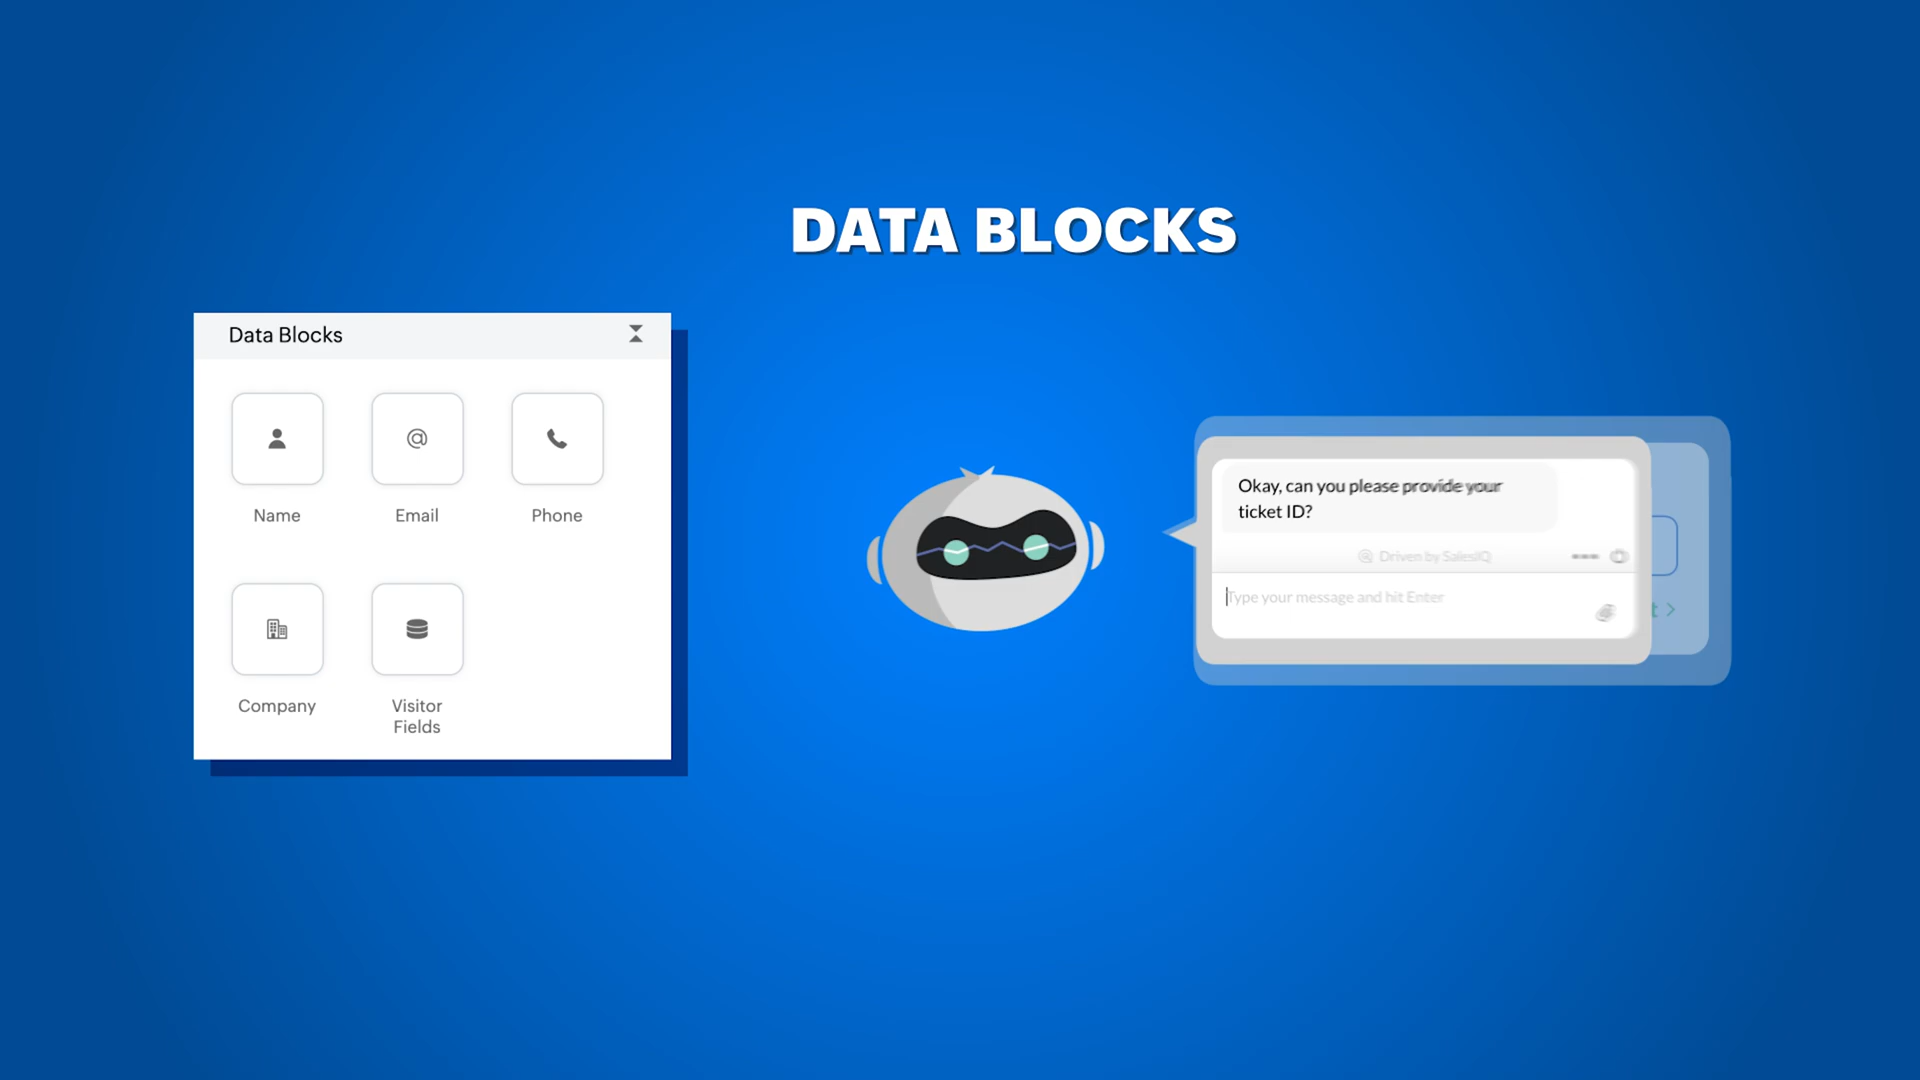 DATA BLOCKS
Data Blocks
Name
Email
Phone
Company
Visitor
Fields
Okay, can you please provide your
ticket ID?
Driven by SalesIQ
Type your message and hit Enter
t >